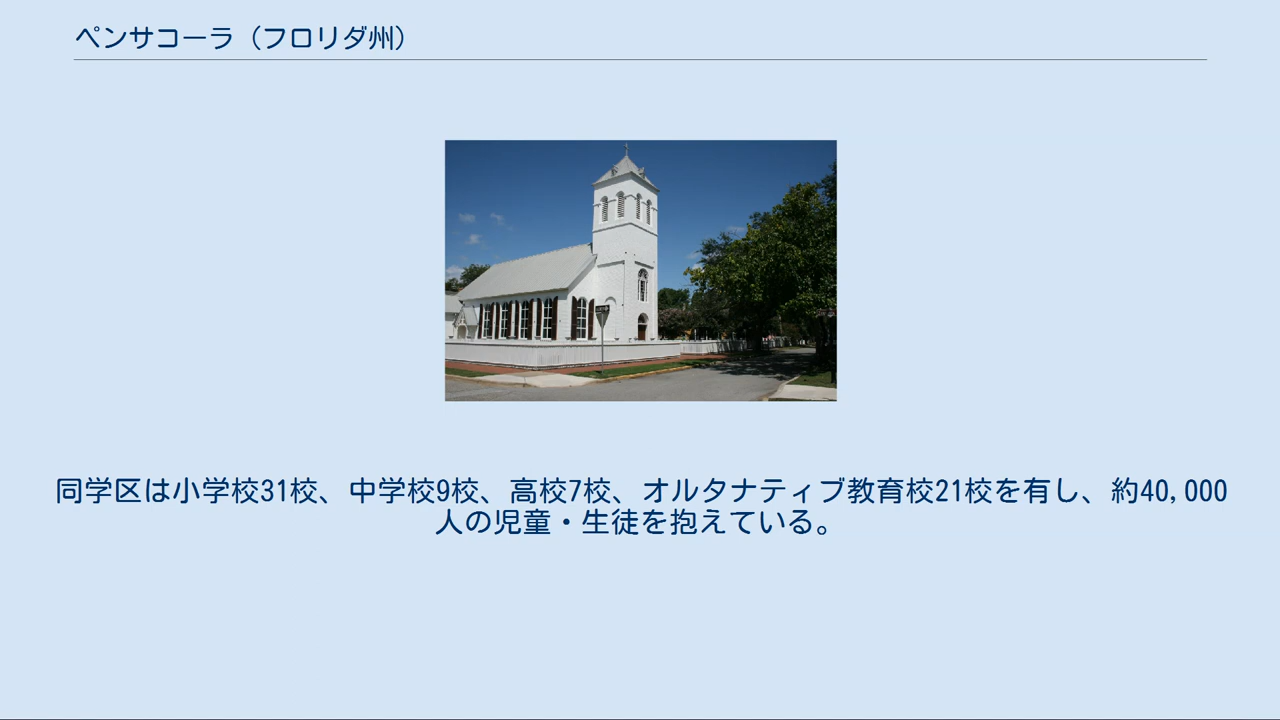 ペンサコーラ（フロリダ州）
同学区は小学校31校、中学校9校、高校7校、オルタナティブ教育校21校を有し、約40,000
人の児童・生徒を抱えている。